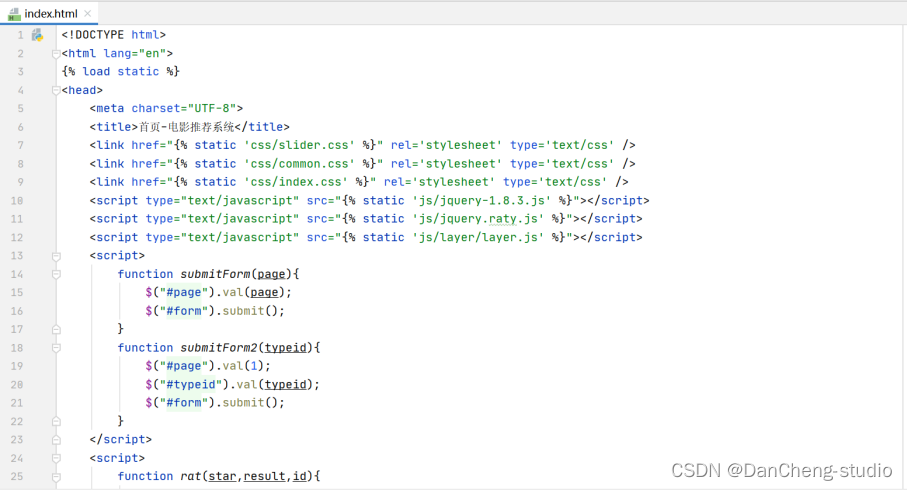 index.html
1 <!DOCTYPE html>
2 <html lang="en">
3 {% load static %}
4 <head>
5 <meta charset="UTF-8">
6 <title>首页-电影推荐系统</title>
7 <link href="{% static 'css/slider.css' %}" rel='stylesheet' type='text/css' />
8 <link href="{% static 'css/common.css' %}" rel='stylesheet' type='text/css' />
9 <link href="{% static 'css/index.css' %}" rel='stylesheet' type='text/css' />
10 <script type="text/javascript" src="{% static 'js/jquery-1.8.3.js' %}"></script>
11 <script type="text/javascript" src="{% static 'js/jquery.raty.js' %}"></script>
12 <script type="text/javascript" src="{% static 'js/layer/layer.js' %}"></script>
13 <script>
14 function submitForm(page){
15 $("#page").val(page);
16 $("#form").submit();
17 }
18 function submitForm2(typeid){
19 $("#page").val(1);
20 $("#typeid").val(typeid);
21 $("#form").submit();
22 }
23 </script>
24 <script>
25 function rat(star,result,id){
CSDN @DanCheng-studio